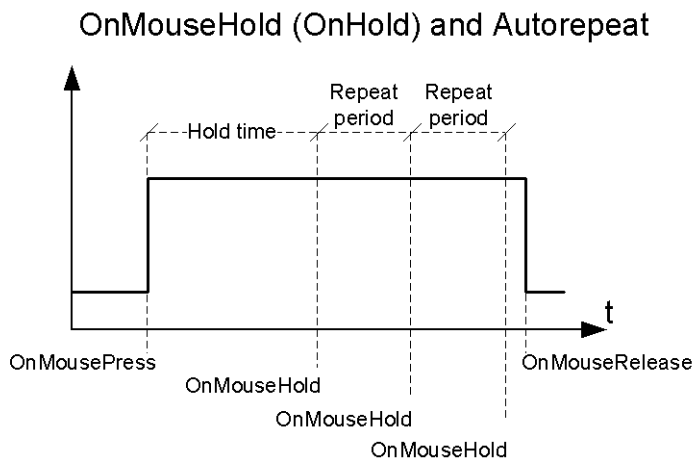 OnMouseHold (OnHold) and Autorepeat
Repeat
period
Repeat
period
Hold time
t
OnMousePress
OnMouseRelease
OnMouseHold
OnMouseHold
OnMouseHold